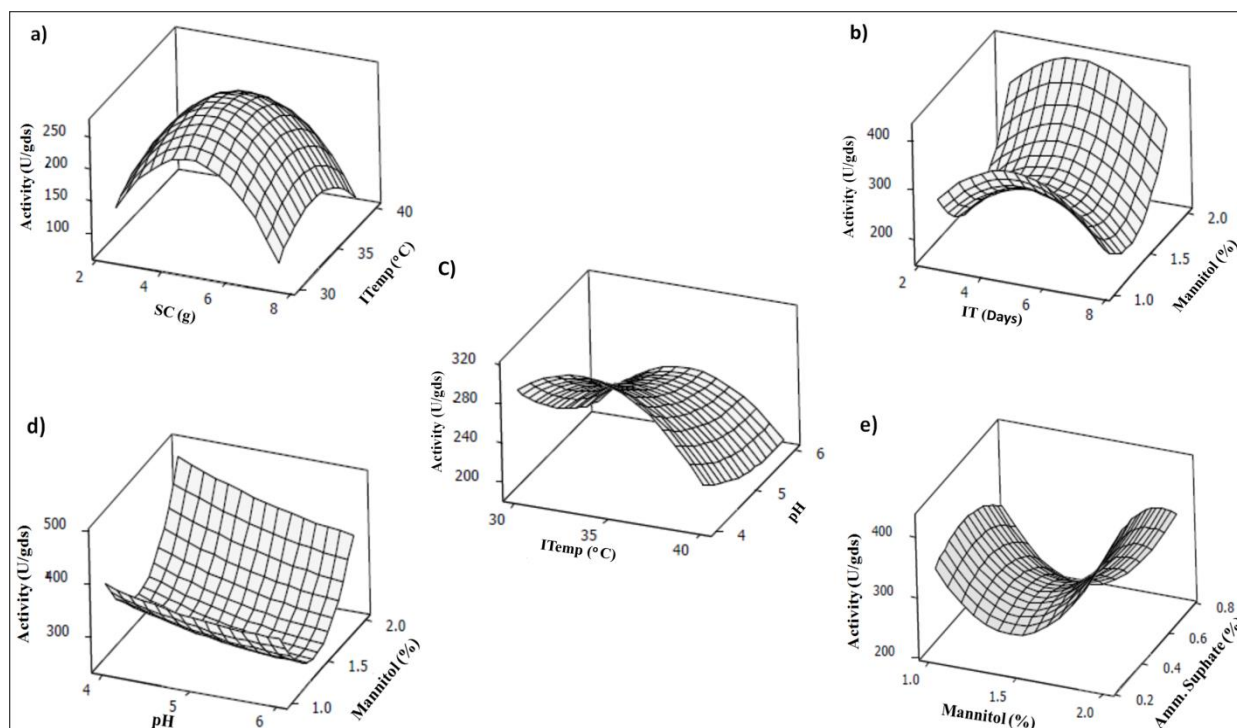 a)
Activity (U/gds)
250
200
150
100
2
4
6
8
SC (g)
30
35
40
ITemp (°C)
b)
Activity (U/gds)
400
300
200
2
4
6
8
IT (Days)
1.0
1.5
2.0
Mannitol (%)
C)
Activity (U/gds)
320
280
240
200
30
35
40
ITemp (°C)
4
5
6
pH
d)
Activity (U/gds)
500
400
300
4
5
6
pH
1.0
1.5
2.0
Mannitol (%)
e)
Activity (U/gds)
400
300
200
1.0
1.5
2.0
Mannitol (%)
0.2
0.4
0.6
0.8
Amm. Suphate (%)